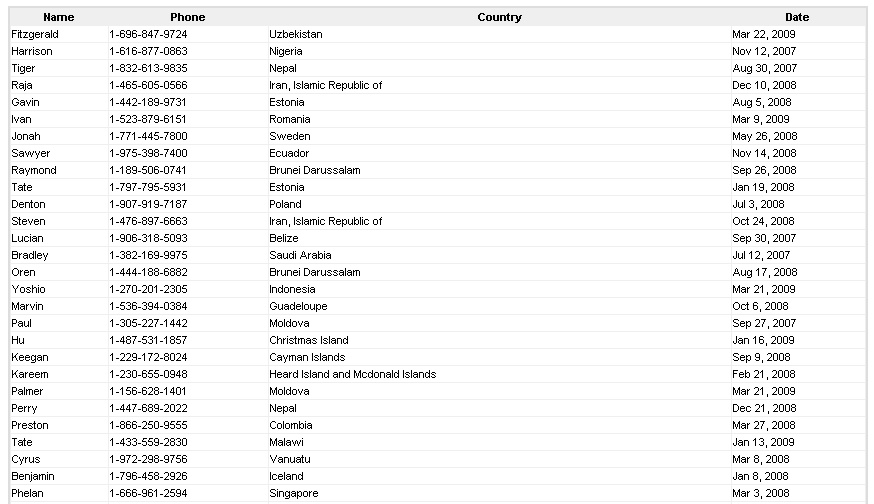 Name Phone Country Date
Fitzgerald 1-696-847-9724 Uzbekistan Mar 22, 2009
Harrison 1-616-877-0863 Nigeria Nov 12, 2007
Tiger 1-832-613-9835 Nepal Aug 30, 2007
Raja 1-465-605-0566 Iran, Islamic Republic of Dec 10, 2008
Gavin 1-442-189-9731 Estonia Aug 5, 2008
Ivan 1-523-879-6151 Romania Mar 9, 2009
Jonah 1-771-445-7800 Sweden May 26, 2008
Sawyer 1-975-398-7400 Ecuador Nov 14, 2008
Raymond 1-189-506-0741 Brunei Darussalam Sep 26, 2008
Tate 1-797-795-5931 Estonia Jan 19, 2008
Denton 1-907-919-7187 Poland Jul 3, 2008
Steven 1-476-897-6663 Iran, Islamic Republic of Oct 24, 2008
Lucian 1-906-318-5093 Belize Sep 30, 2007
Bradley 1-382-169-9975 Saudi Arabia Jul 12, 2007
Oren 1-444-188-6882 Brunei Darussalam Aug 17, 2008
Yoshio 1-270-201-2305 Indonesia Mar 21, 2009
Marvin 1-536-394-0384 Guadeloupe Oct 6, 2008
Paul 1-305-227-1442 Moldova Sep 27, 2007
Hu 1-487-531-1857 Christmas Island Jan 16, 2009
Keegan 1-229-172-8024 Cayman Islands Sep 9, 2008
Kareem 1-230-655-0948 Heard Island and Mcdonald Islands Feb 21, 2008
Palmer 1-156-628-1401 Moldova Mar 21, 2009
Perry 1-447-689-2022 Nepal Dec 21, 2008
Preston 1-866-250-9555 Colombia Mar 27, 2008
Tate 1-433-559-2830 Malawi Jan 13, 2009
Cyrus 1-972-298-9756 Vanuatu Mar 8, 2008
Benjamin 1-796-458-2926 Iceland Jan 8, 2008
Phelan 1-666-961-2594 Singapore Mar 3, 2008